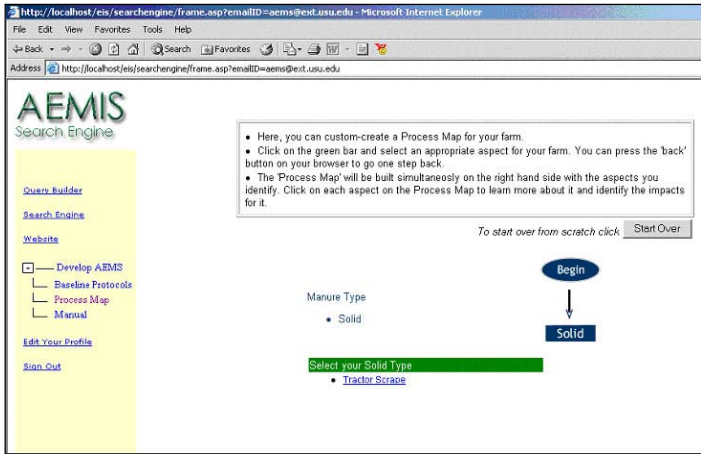 http://localhost/eis/searchengine/frame.asp?emailID=aems@ext.usu.edu - Microsoft Internet Explorer
File Edit View Favorites Tools Help
Back Search Favorites
Address http://localhost/eis/searchengine/frame.asp?emailID=aems@ext.usu.edu
AEMIS
Search Engine
• Here, you can custom-create a Process Map for your farm.
• Click on the green bar and select an appropriate aspect for your farm. You can press the 'back'
button on your browser to go one step back.
• The 'Process Map' will be built simultaneously on the right hand side with the aspects you
identify. Click on each aspect on the Process Map to learn more about it and identify the impacts
for it.
To start over from scratch click Start Over
Query Builder
Search Engine
Website
Develop AEMS
Baseline Protocols
Process Map
Manual
Edit Your Profile
Sign Out
Begin
Manure Type
• Solid
Solid
Select your Solid Type
• Tractor Scrape